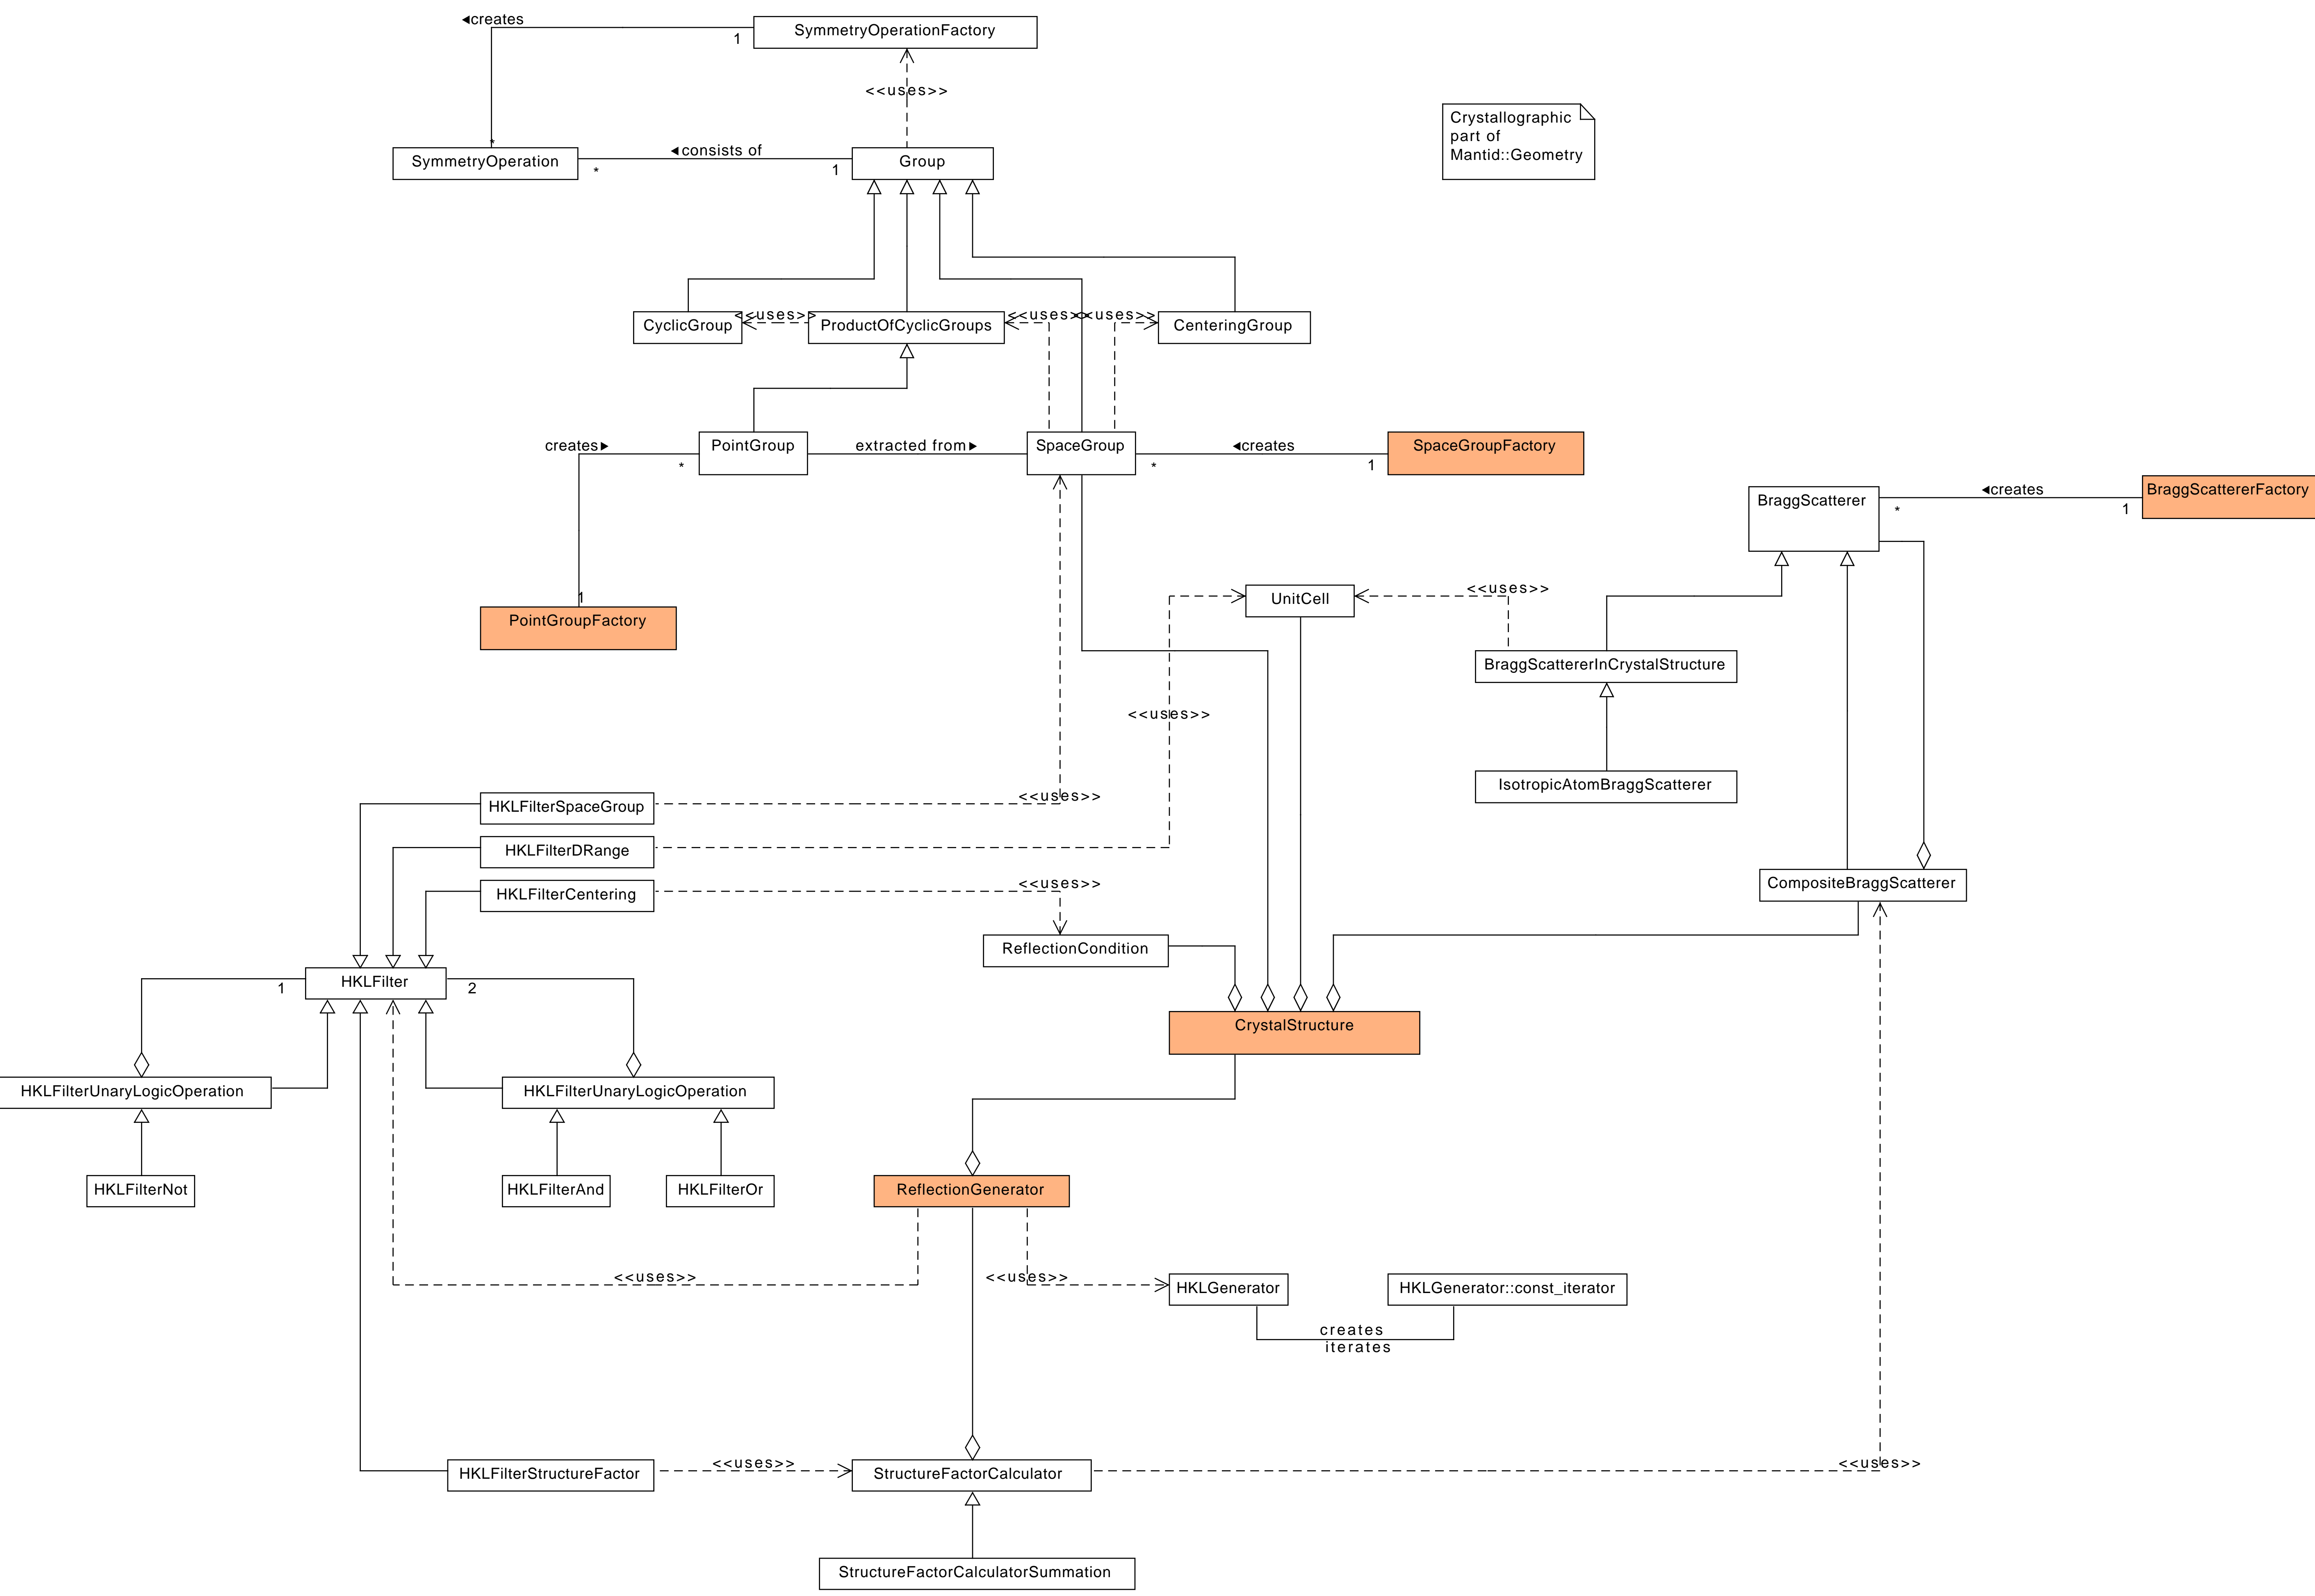 ◄creates
SymmetryOperationFactory
1
<<uses>>
Crystallographic
part of
Mantid::Geometry
*
SymmetryOperation
◄consists of
Group
*
1
<<uses>>
<<uses>>
<<uses>>
CyclicGroup
ProductOfCyclicGroups
CenteringGroup
creates►
PointGroup
extracted from►
SpaceGroup
◄creates
SpaceGroupFactory
*
*
1
BraggScatterer
◄creates
BraggScattererFactory
*
1
1
PointGroupFactory
UnitCell
<<uses>>
BraggScattererInCrystalStructure
<<uses>>
IsotropicAtomBraggScatterer
HKLFilterSpaceGroup
<<uses>>
HKLFilterDRange
HKLFilterCentering
<<uses>>
CompositeBraggScatterer
ReflectionCondition
HKLFilter
1
2
CrystalStructure
HKLFilterUnaryLogicOperation
HKLFilterUnaryLogicOperation
HKLFilterNot
HKLFilterAnd
HKLFilterOr
ReflectionGenerator
<<uses>>
<<uses>>
HKLGenerator
HKLGenerator::const_iterator
creates
iterates
HKLFilterStructureFactor
<<uses>>
StructureFactorCalculator
<<uses>>
StructureFactorCalculatorSummation